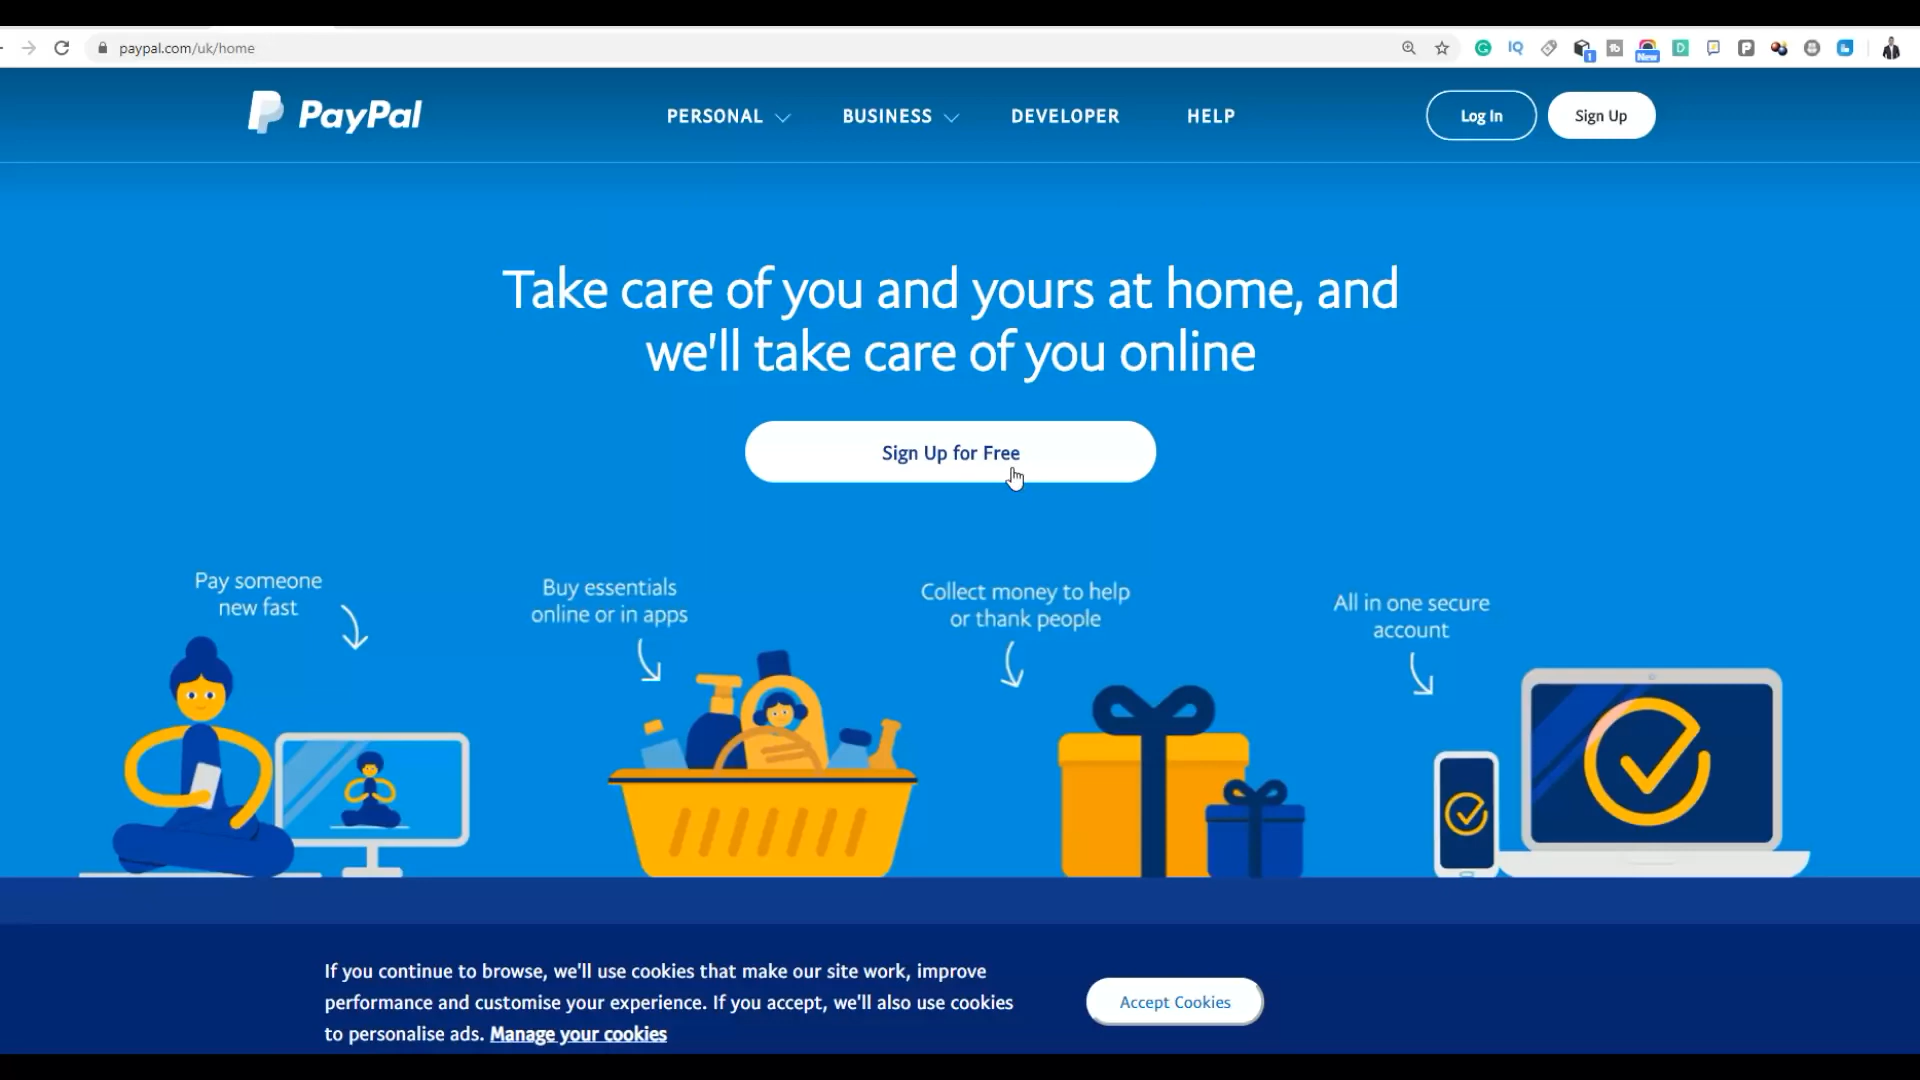 paypal.com/uk/home
IQ
1
New
D
P
PayPal
PERSONAL
BUSINESS
DEVELOPER
HELP
Log In
Sign Up
Take care of you and yours at home, and
we'll take care of you online
Sign Up for Free
Pay someone
new fast
Buy essentials
online or in apps
Collect money to help
or thank people
All in one secure
account
If you continue to browse, we'll use cookies that make our site work, improve
performance and customise your experience. If you accept, we'll also use cookies
to personalise ads. Manage your cookies
Accept Cookies